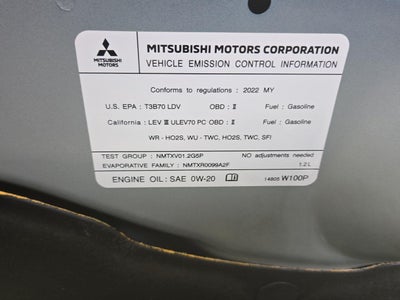 MITSUBISHI MOTORS CORPORATION
MITSUBISHI MOTORS
VEHICLE EMISSION CONTROL INFORMATION
Conforms to regulations : 2022 MY
U.S. EPA : T3B70 LDV OBD : II Fuel : Gasoline
California : LEV III ULEV70 PC OBD : II Fuel : Gasoline
WR - HO2S, WU - TWC, HO2S, TWC, SFI
TEST GROUP : NMTXV01.2G5P NO adjustments needed
EVAPORATIVE FAMILY : NMTXR0099A2F 1.2 L
ENGINE OIL: SAE 0W-20 14805 W100P